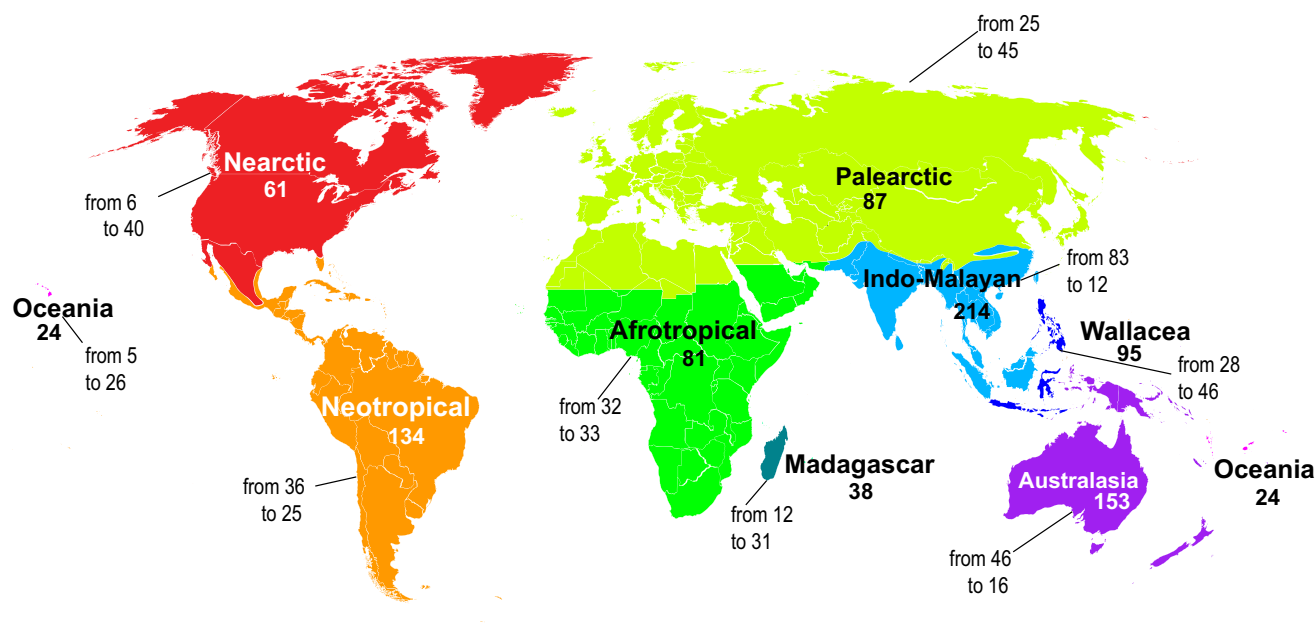 from 25
to 45
Nearctic
61
Palearctic
87
from 6
to 40
Indo-Malayan
214
from 83
to 12
Oceania
24
from 5
to 26
Afrotropical
81
Wallacea
95
from 28
to 46
Neotropical
134
from 32
to 33
Madagascar
38
Australasia
153
Oceania
24
from 36
to 25
from 12
to 31
from 46
to 16